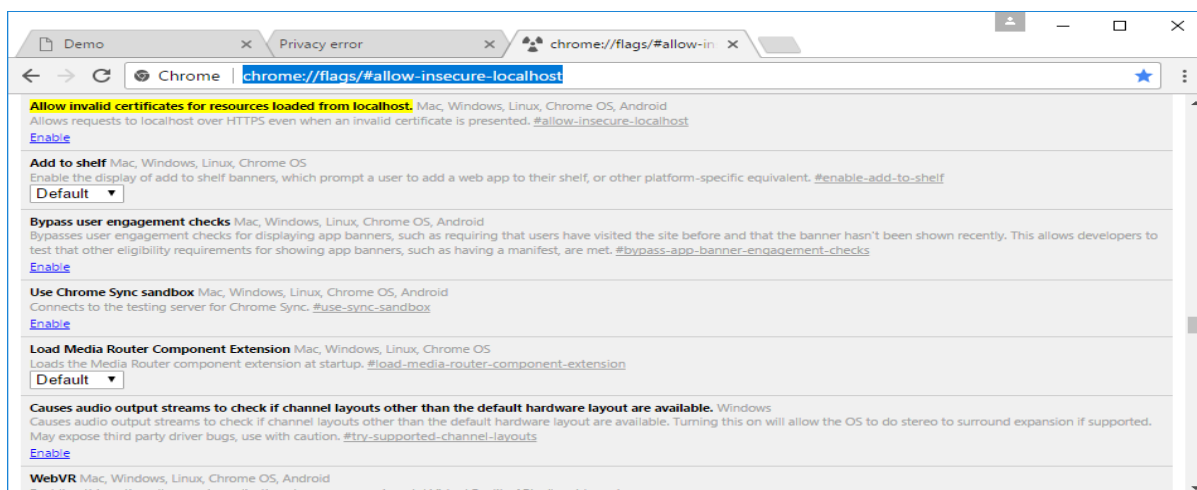 Demo
Privacy error
chrome://flags/#allow-in
Chrome
chrome://flags/#allow-insecure-localhost
Allow invalid certificates for resources loaded from localhost. Mac, Windows, Linux, Chrome OS, Android
Allows requests to localhost over HTTPS even when an invalid certificate is presented. #allow-insecure-localhost
Enable
Add to shelf Mac, Windows, Linux, Chrome OS
Enable the display of add to shelf banners, which prompt a user to add a web app to their shelf, or other platform-specific equivalent. #enable-add-to-shelf
Default
Bypass user engagement checks Mac, Windows, Linux, Chrome OS, Android
Bypasses user engagement checks for displaying app banners, such as requiring that users have visited the site before and that the banner hasn't been shown recently. This allows developers to
test that other eligibility requirements for showing app banners, such as having a manifest, are met. #bypass-app-banner-engagement-checks
Enable
Use Chrome Sync sandbox Mac, Windows, Linux, Chrome OS, Android
Connects to the testing server for Chrome Sync. #use-sync-sandbox
Enable
Load Media Router Component Extension Mac, Windows, Linux, Chrome OS
Loads the Media Router component extension at startup. #load-media-router-component-extension
Default
Causes audio output streams to check if channel layouts other than the default hardware layout are available. Windows
Causes audio output streams to check if channel layouts other than the default hardware layout are available. Turning this on will allow the OS to do stereo to surround expansion if supported.
May expose third party driver bugs, use with caution. #try-supported-channel-layouts
Enable
WebVR Mac, Windows, Linux, Chrome OS, Android